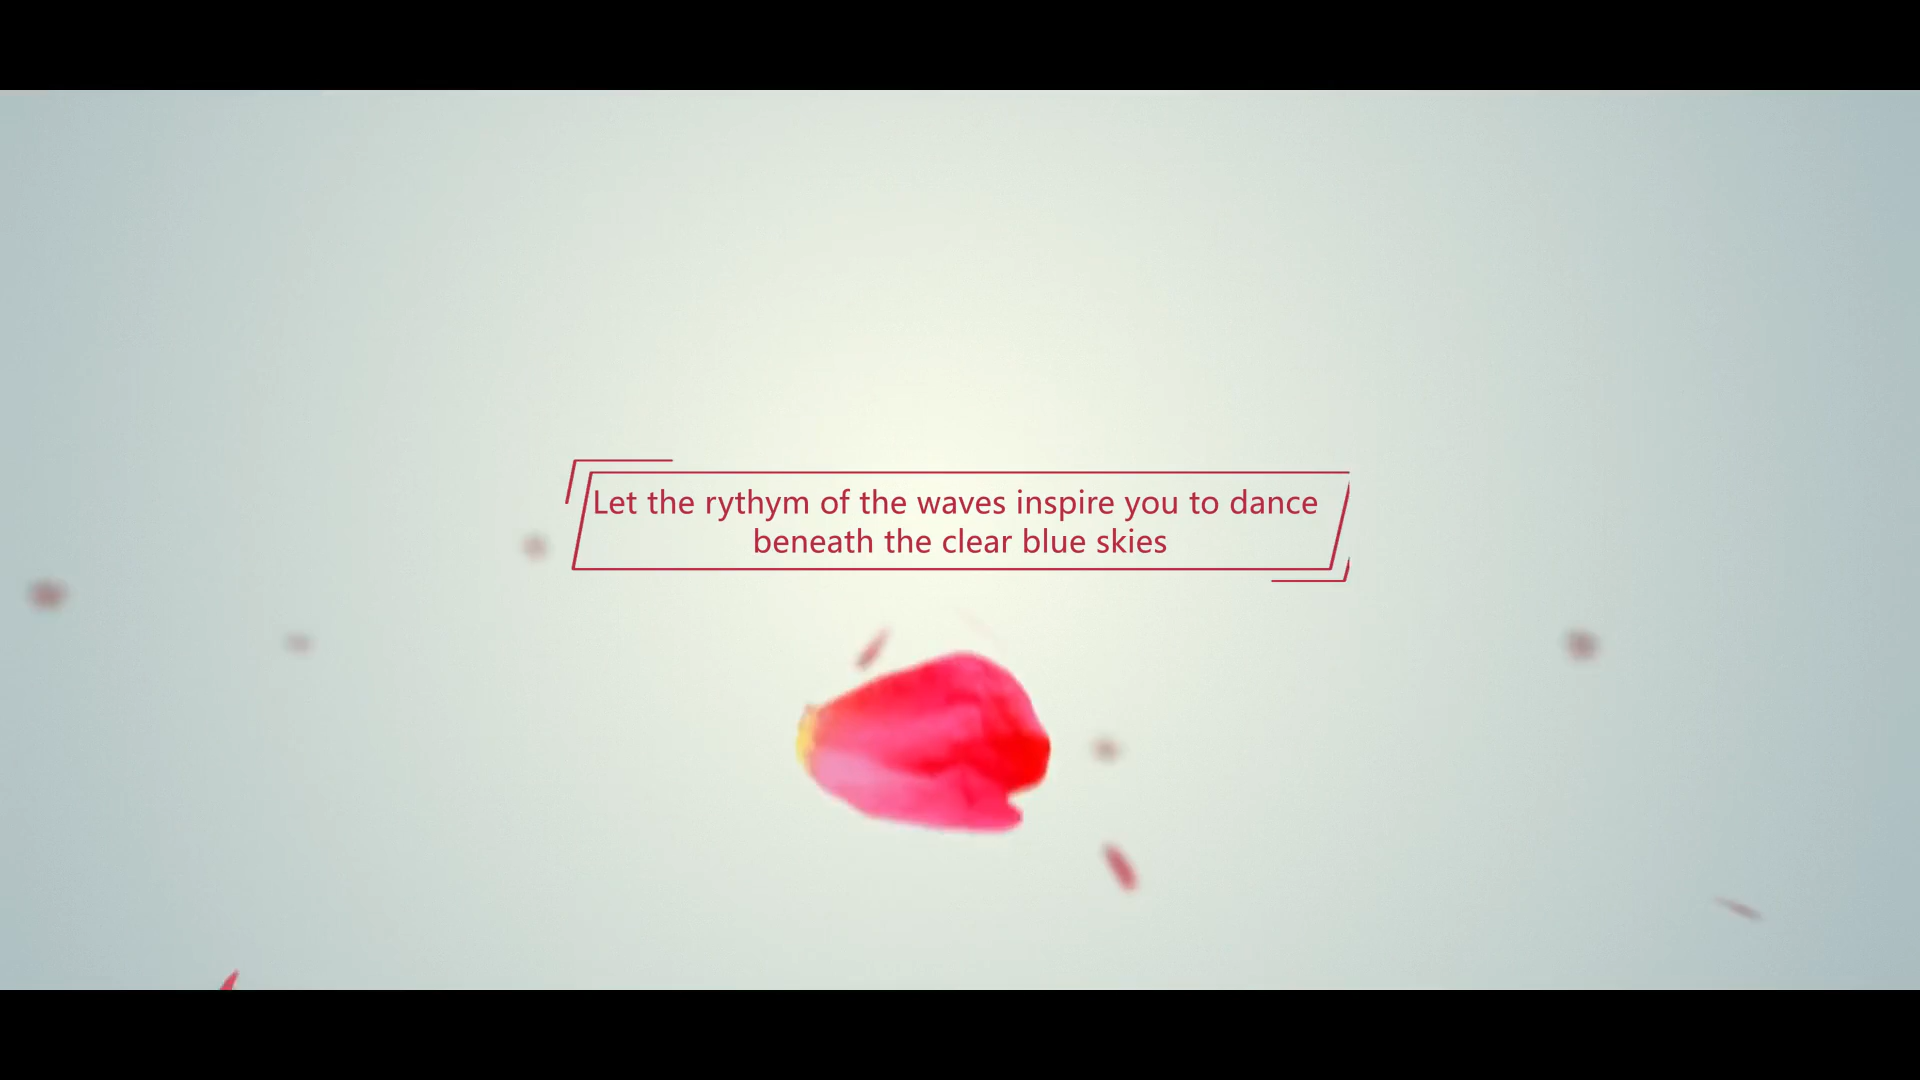 Let the rythym of the waves inspire you to dance
beneath the clear blue skies